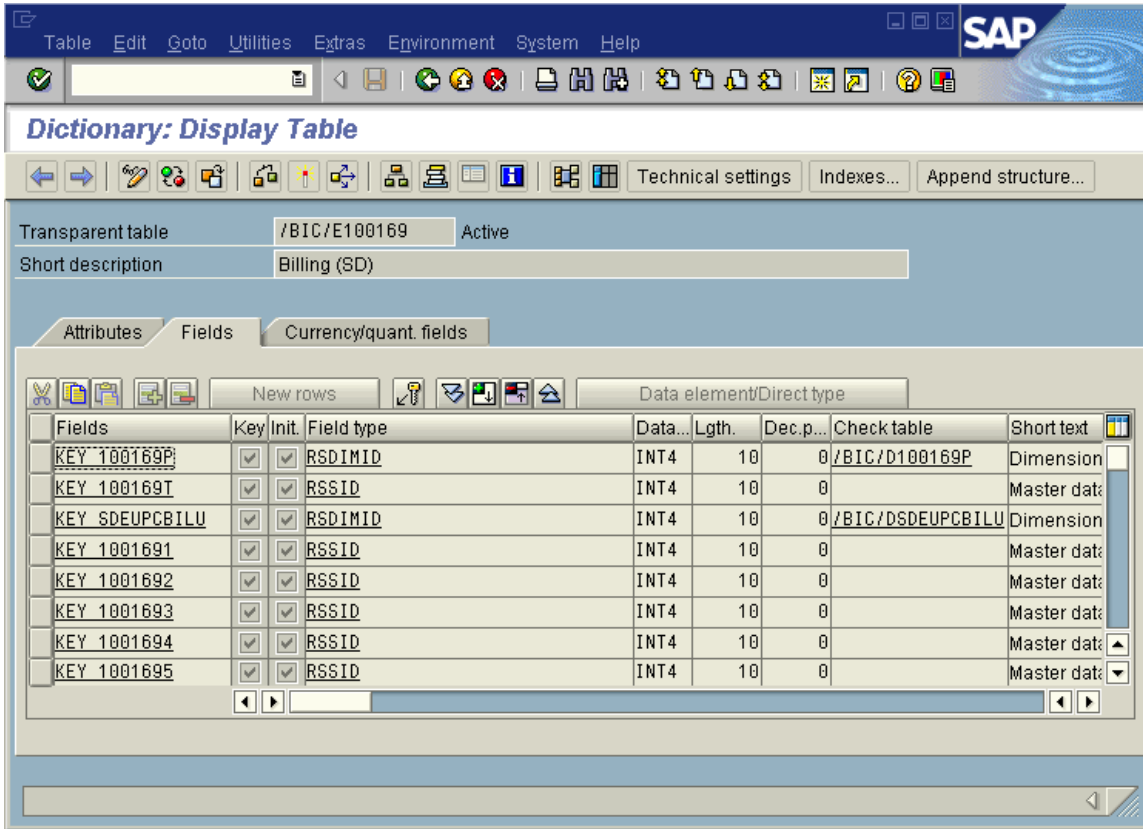 Table Edit Goto Utilities Extras Environment System Help
SAP
Dictionary: Display Table
Technical settings Indexes... Append structure...
Transparent table /BIC/E100169 Active
Short description Billing (SD)
Attributes Fields Currency/quant. fields
New rows Data element/Direct type
Fields Key Init. Field type Data... Lgth. Dec.p... Check table Short text
KEY_100169P RSDIMID INT4 10 0 /BIC/D100169P Dimension
KEY_100169T RSSID INT4 10 0 Master data
KEY_SDEUPCBILU RSDIMID INT4 10 0 /BIC/DSDEUPCBILU Dimension
KEY_1001691 RSSID INT4 10 0 Master data
KEY_1001692 RSSID INT4 10 0 Master data
KEY_1001693 RSSID INT4 10 0 Master data
KEY_1001694 RSSID INT4 10 0 Master data
KEY_1001695 RSSID INT4 10 0 Master data